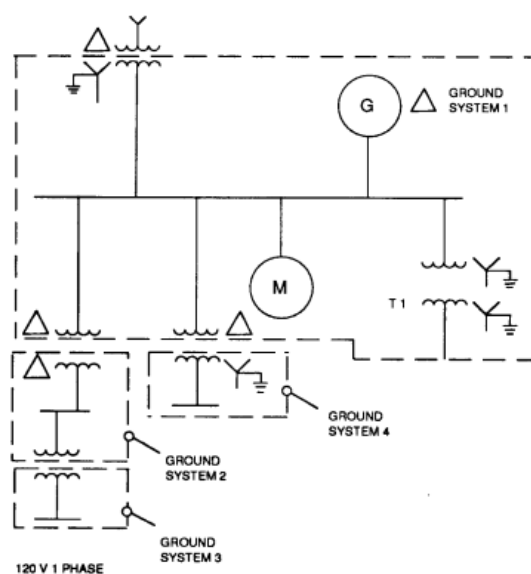 G
GROUND
SYSTEM 1
M
T 1
GROUND
SYSTEM 4
GROUND
SYSTEM 2
GROUND
SYSTEM 3
120 V 1 PHASE